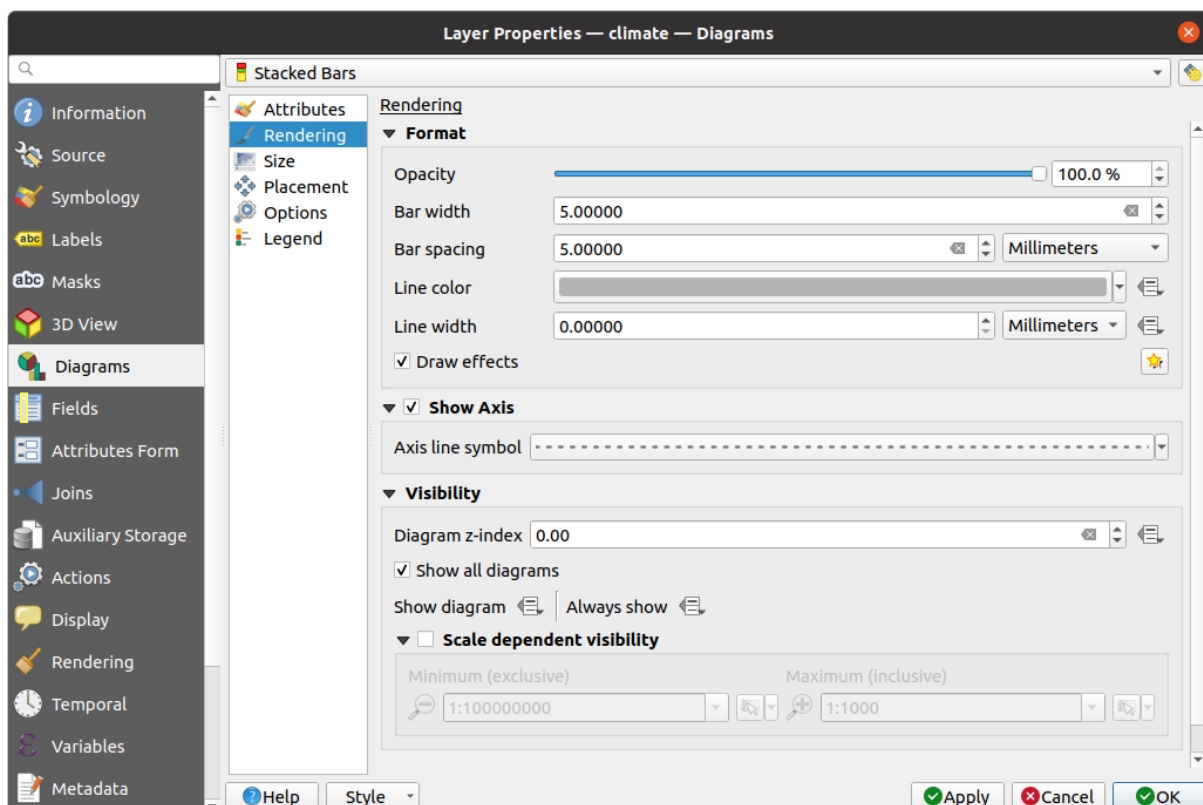 Layer Properties — climate — Diagrams
Stacked Bars
Information
Source
Symbology
abc Labels
abc Masks
3D View
Diagrams
Fields
Attributes Form
Joins
Auxiliary Storage
Actions
Display
Rendering
Temporal
Variables
Metadata
Attributes
Rendering
Size
Placement
Options
Legend
Rendering
Format
Opacity 100.0 %
Bar width 5.00000
Bar spacing 5.00000 Millimeters
Line color
Line width 0.00000 Millimeters
Draw effects
Show Axis
Axis line symbol
Visibility
Diagram z-index 0.00
Show all diagrams
Show diagram Always show
Scale dependent visibility
Minimum (exclusive) Maximum (inclusive)
1:100000000 1:1000
Help Style Apply Cancel OK